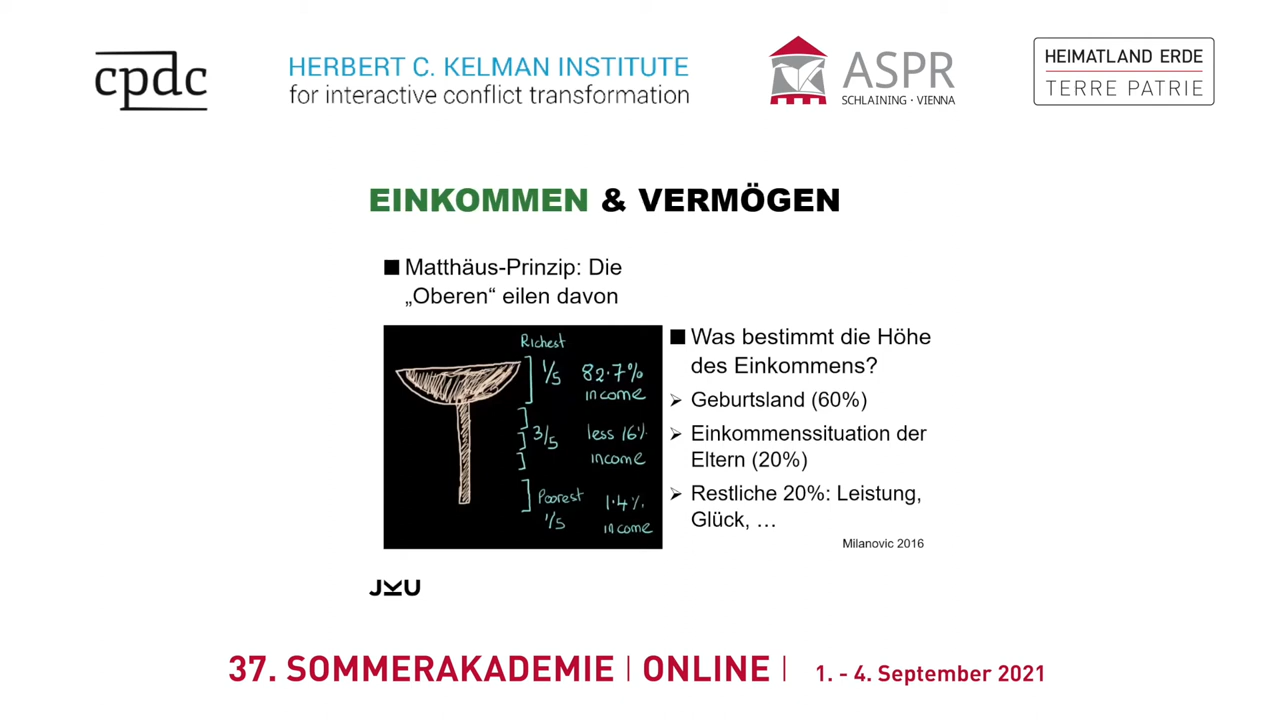 cpdc
HERBERT C. KELMAN INSTITUTE
for interactive conflict transformation
ASPR
SCHLAINING · VIENNA
HEIMATLAND ERDE
TERRE PATRIE
EINKOMMEN & VERMÖGEN
■ Matthäus-Prinzip: Die
„Oberen“ eilen davon
Richest
1/5 82.7%
income
3/5 less 16%
income
Poorest 1.4%
1/5 income
■ Was bestimmt die Höhe
des Einkommens?
➢ Geburtsland (60%)
➢ Einkommenssituation der
Eltern (20%)
➢ Restliche 20%: Leistung,
Glück, …
Milanovic 2016
JKU
37. SOMMERAKADEMIE | ONLINE | 1. - 4. September 2021